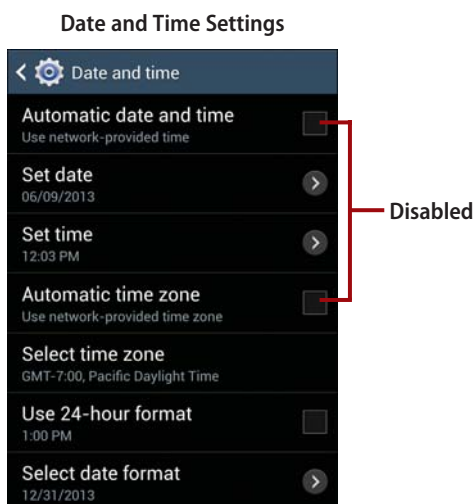 Date and Time Settings
Date and time
Automatic date and time
Use network-provided time
Set date
06/09/2013
Set time
12:03 PM
Disabled
Automatic time zone
Use network-provided time zone
Select time zone
GMT-7:00, Pacific Daylight Time
Use 24-hour format
1:00 PM
Select date format
12/31/2013